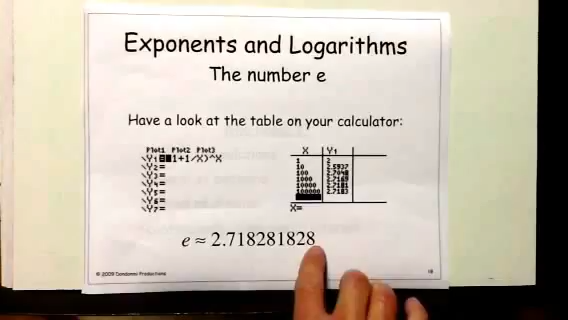 Exponents and Logarithms
The number e
Have a look at the table on your calculator:
Plot1 Plot2 Plot3
\Y1=(1+1/X)^X
\Y2=
\Y3=
\Y4=
\Y5=
\Y6=
\Y7=
X Y1
1 2
10 2.5937
100 2.7048
1000 2.7169
10000 2.7181
100000 2.7183
X=
e ≈ 2.718281828
© 2009 Dandomni Productions
18